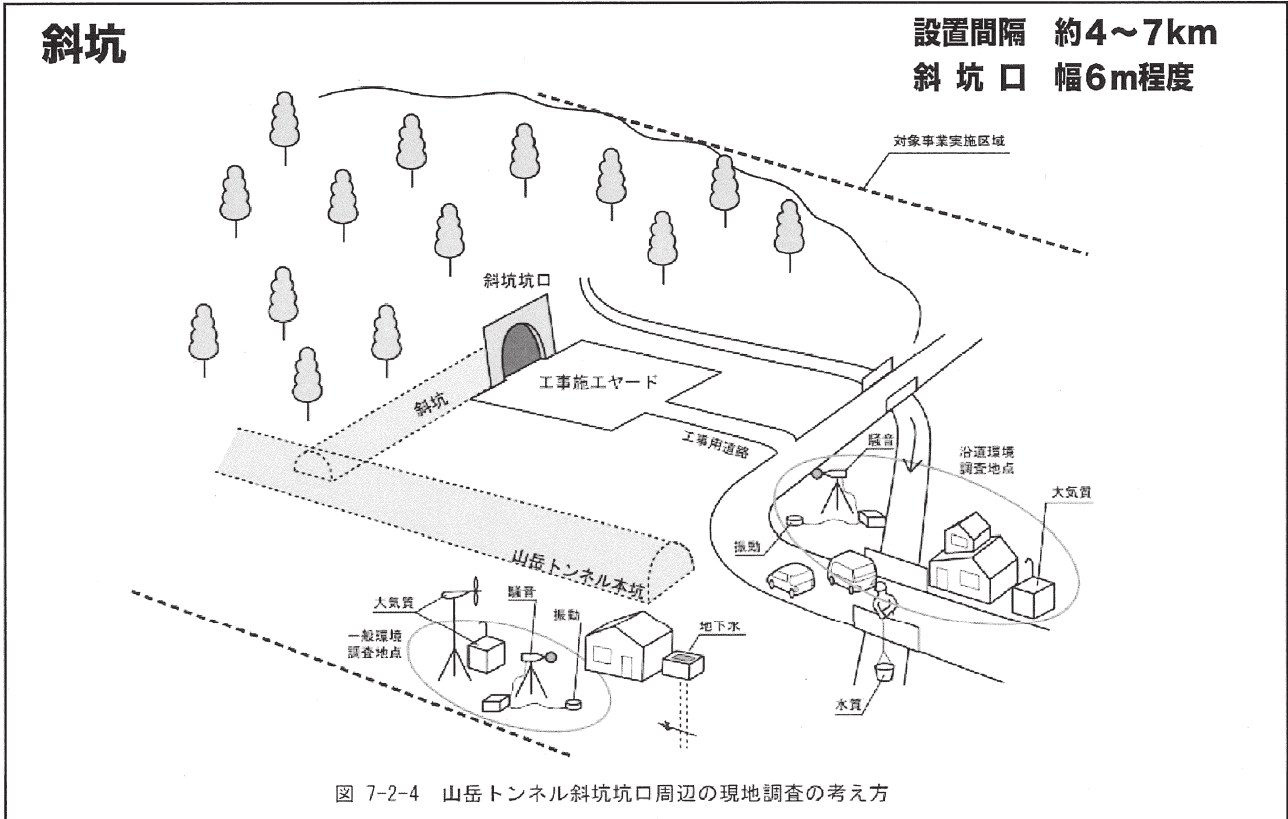 斜坑
設置間隔 約4～7km
斜坑口 幅6m程度
対象事業実施区域
斜坑坑口
工事施工ヤード
斜坑
工事用道路
騒音
沿道環境
調査地点
大気質
振動
山岳トンネル本坑
大気質
騒音
振動
一般環境
調査地点
地下水
水質
図 7-2-4 山岳トンネル斜坑坑口周辺の現地調査の考え方